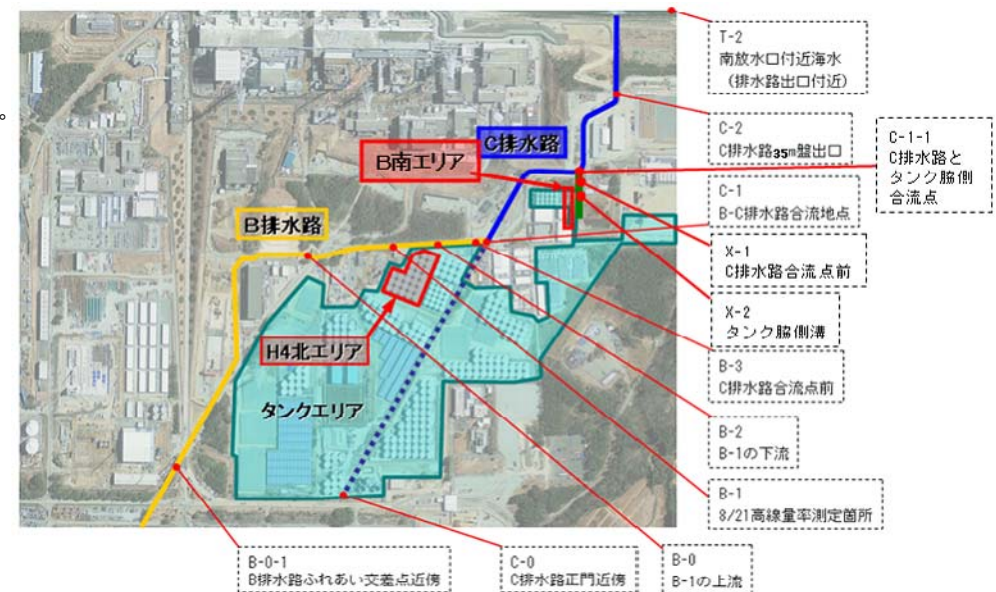 。
T-2
南放水口付近海水
(排水路出口付近)
C-2
C排水路35m盤出口
C-1-1
C排水路と
タンク脇側
合流点
C-1
B-C排水路合流地点
X-1
C排水路合流点前
X-2
タンク脇側溝
B-3
C排水路合流点前
B-2
B-1の下流
B-1
8/21高線量率測定箇所
B-0
B-1の上流
C-0
C排水路正門近傍
B-0-1
B排水路ふれあい交差点近傍
C排水路
B南エリア
B排水路
H4北エリア
タンクエリア